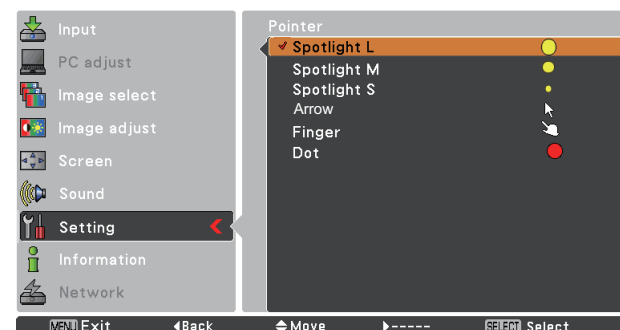 Input
PC adjust
Image select
Image adjust
Screen
Sound
Setting
Information
Network
Pointer
Spotlight L
Spotlight M
Spotlight S
Arrow
Finger
Dot
MENU Exit ◀Back ◆Move ▶----- SELECT Select